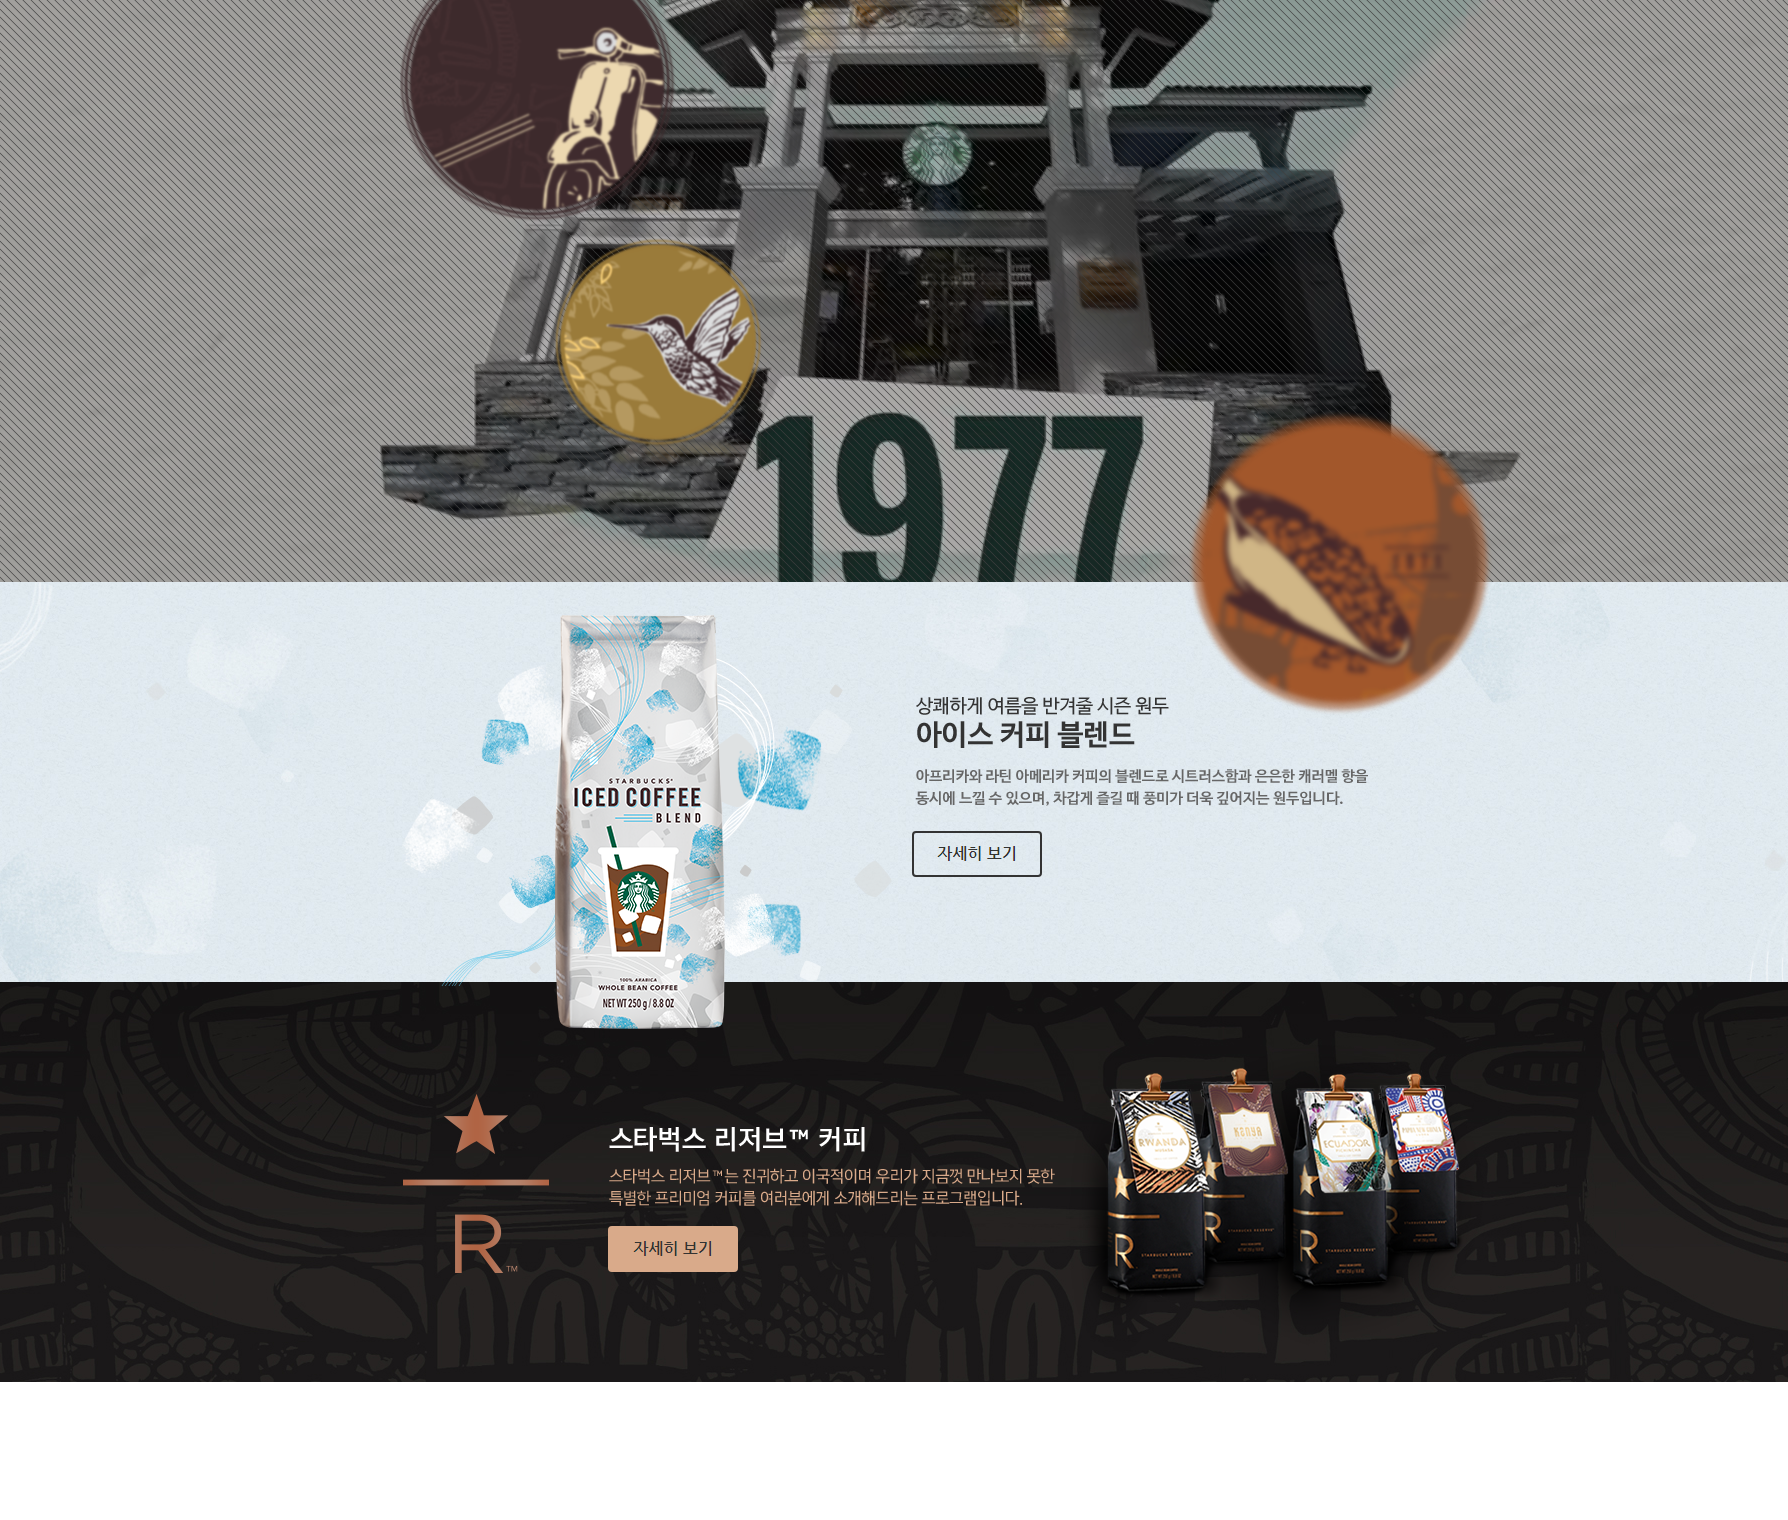 1977
상쾌하게 여름을 반겨줄 시즌 원두
아이스 커피 블렌드
아프리카와 라틴 아메리카 커피의 블렌드로 시트러스함과 은은한 캐러멜 향을
동시에 느낄 수 있으며, 차갑게 즐길 때 풍미가 더욱 깊어지는 원두입니다.
자세히 보기
STARBUCKS®
ICED COFFEE
BLEND
100% ARABICA
WHOLE BEAN COFFEE
NET WT 250 g / 8.8 OZ
R™
스타벅스 리저브™ 커피
스타벅스 리저브™는 진귀하고 이국적이며 우리가 지금껏 만나보지 못한
특별한 프리미엄 커피를 여러분에게 소개해드리는 프로그램입니다.
자세히 보기
RWANDA
ECUADOR
R
STARBUCKS RESERVE®
R
STARBUCKS RESERVE®
R
STARBUCKS RESERVE®
R
STARBUCKS RESERVE®